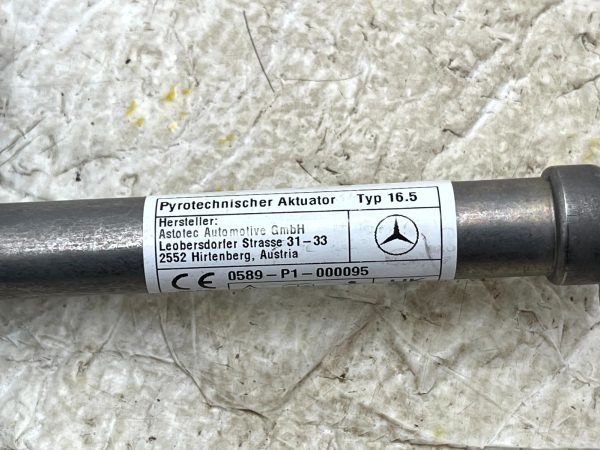 Pyrotechnischer Aktuator Typ 16.5
Hersteller:
Astotec Automotive GmbH
Leobersdorfer Strasse 31-33
2552 Hirtenberg, Austria
CE 0589-P1-000095